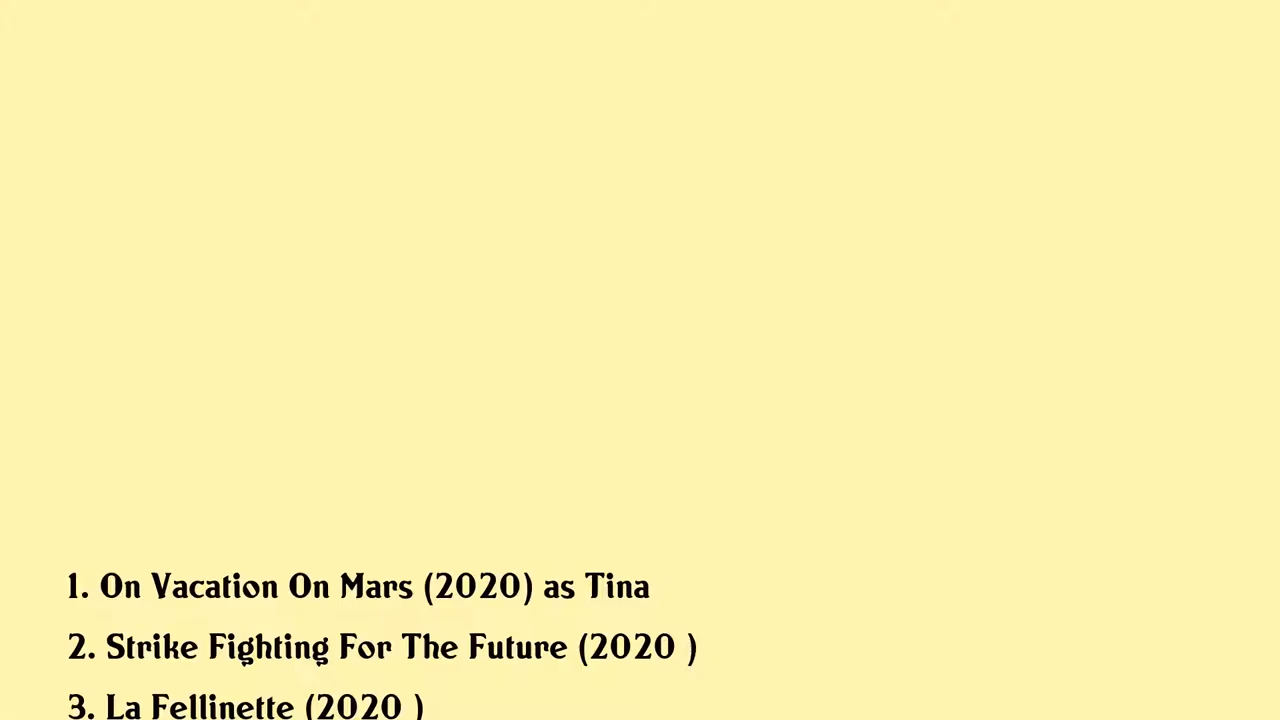 1. On Vacation On Mars (2020) as Tina
2. Strike Fighting For The Future (2020 )
3. La Fellinette (2020 )